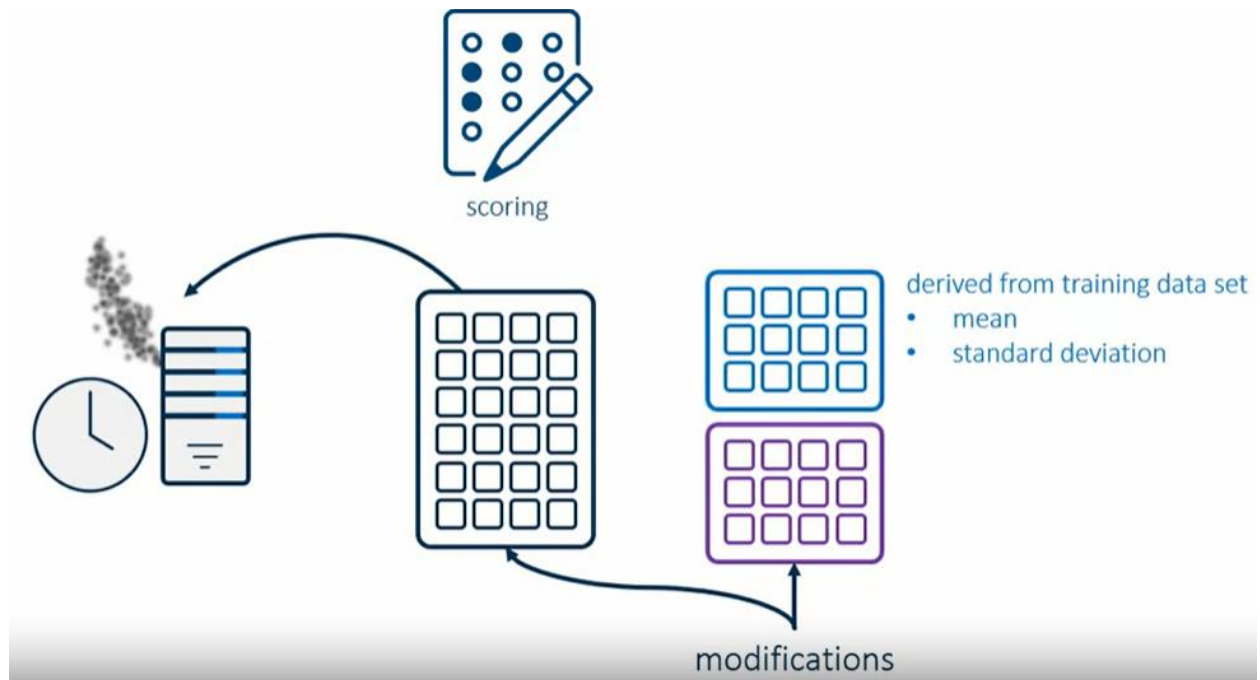 scoring
derived from training data set
• mean
• standard deviation
modifications